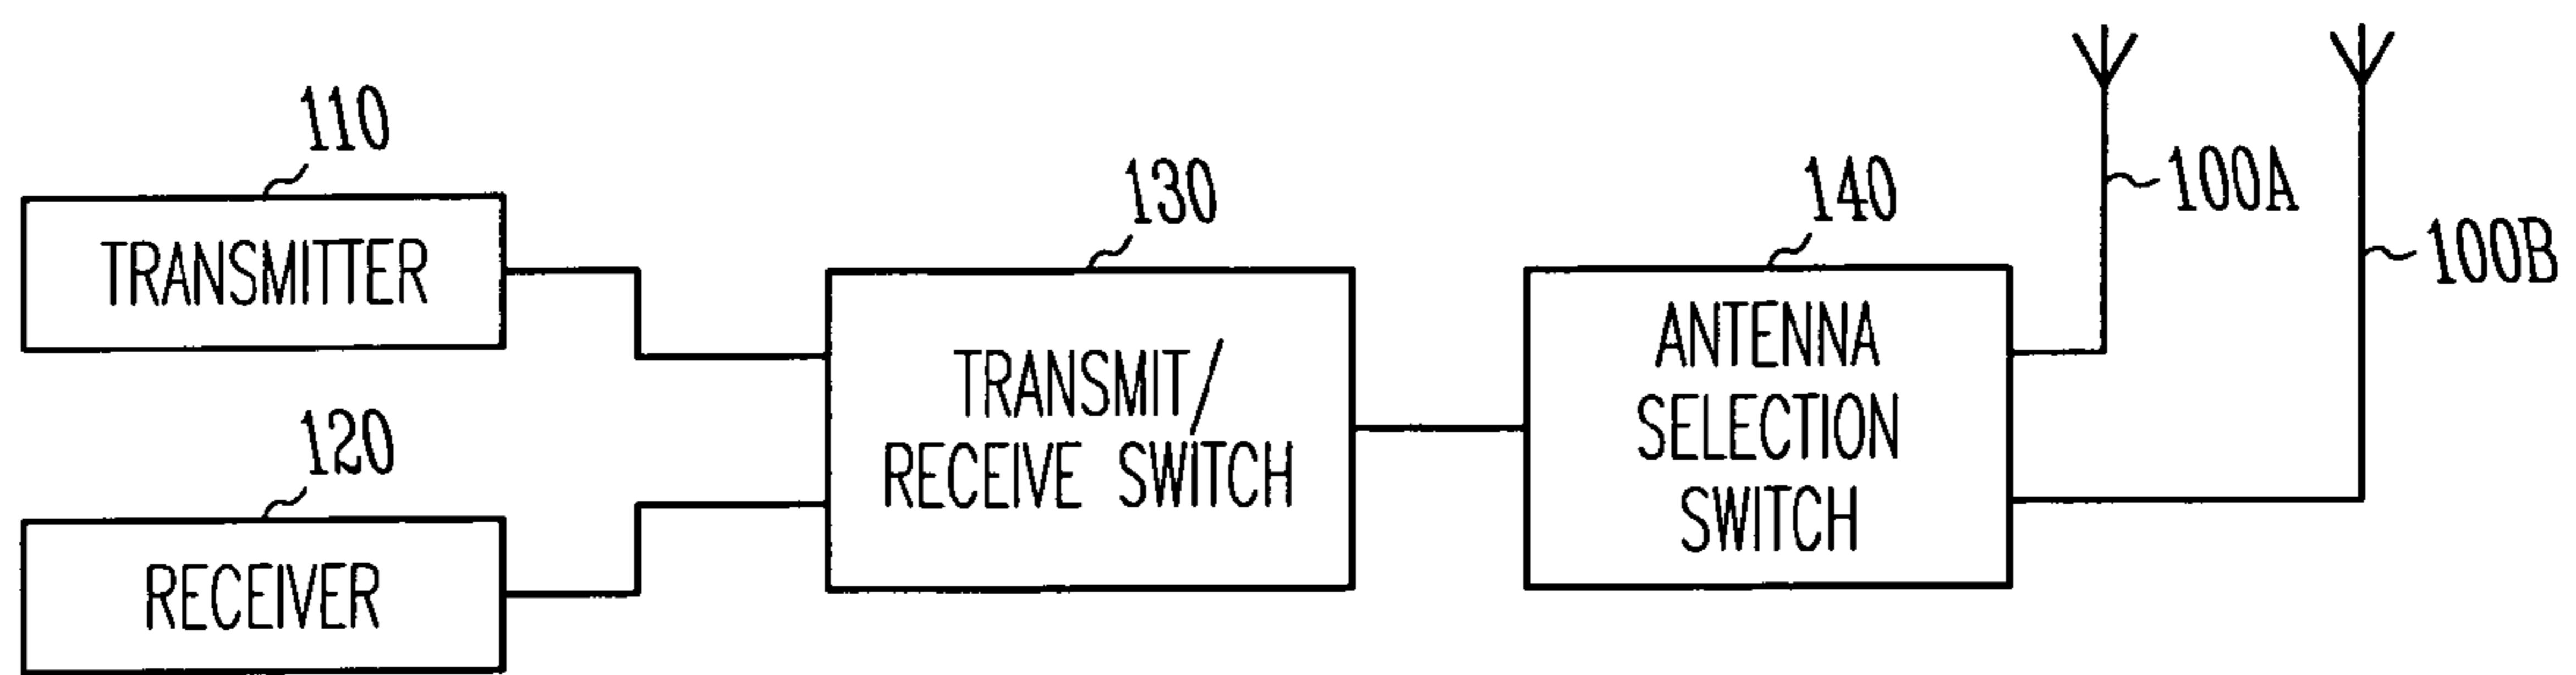 110
TRANSMITTER
120
RECEIVER
130
TRANSMIT/
RECEIVE SWITCH
140
ANTENNA
SELECTION
SWITCH
100A
100B